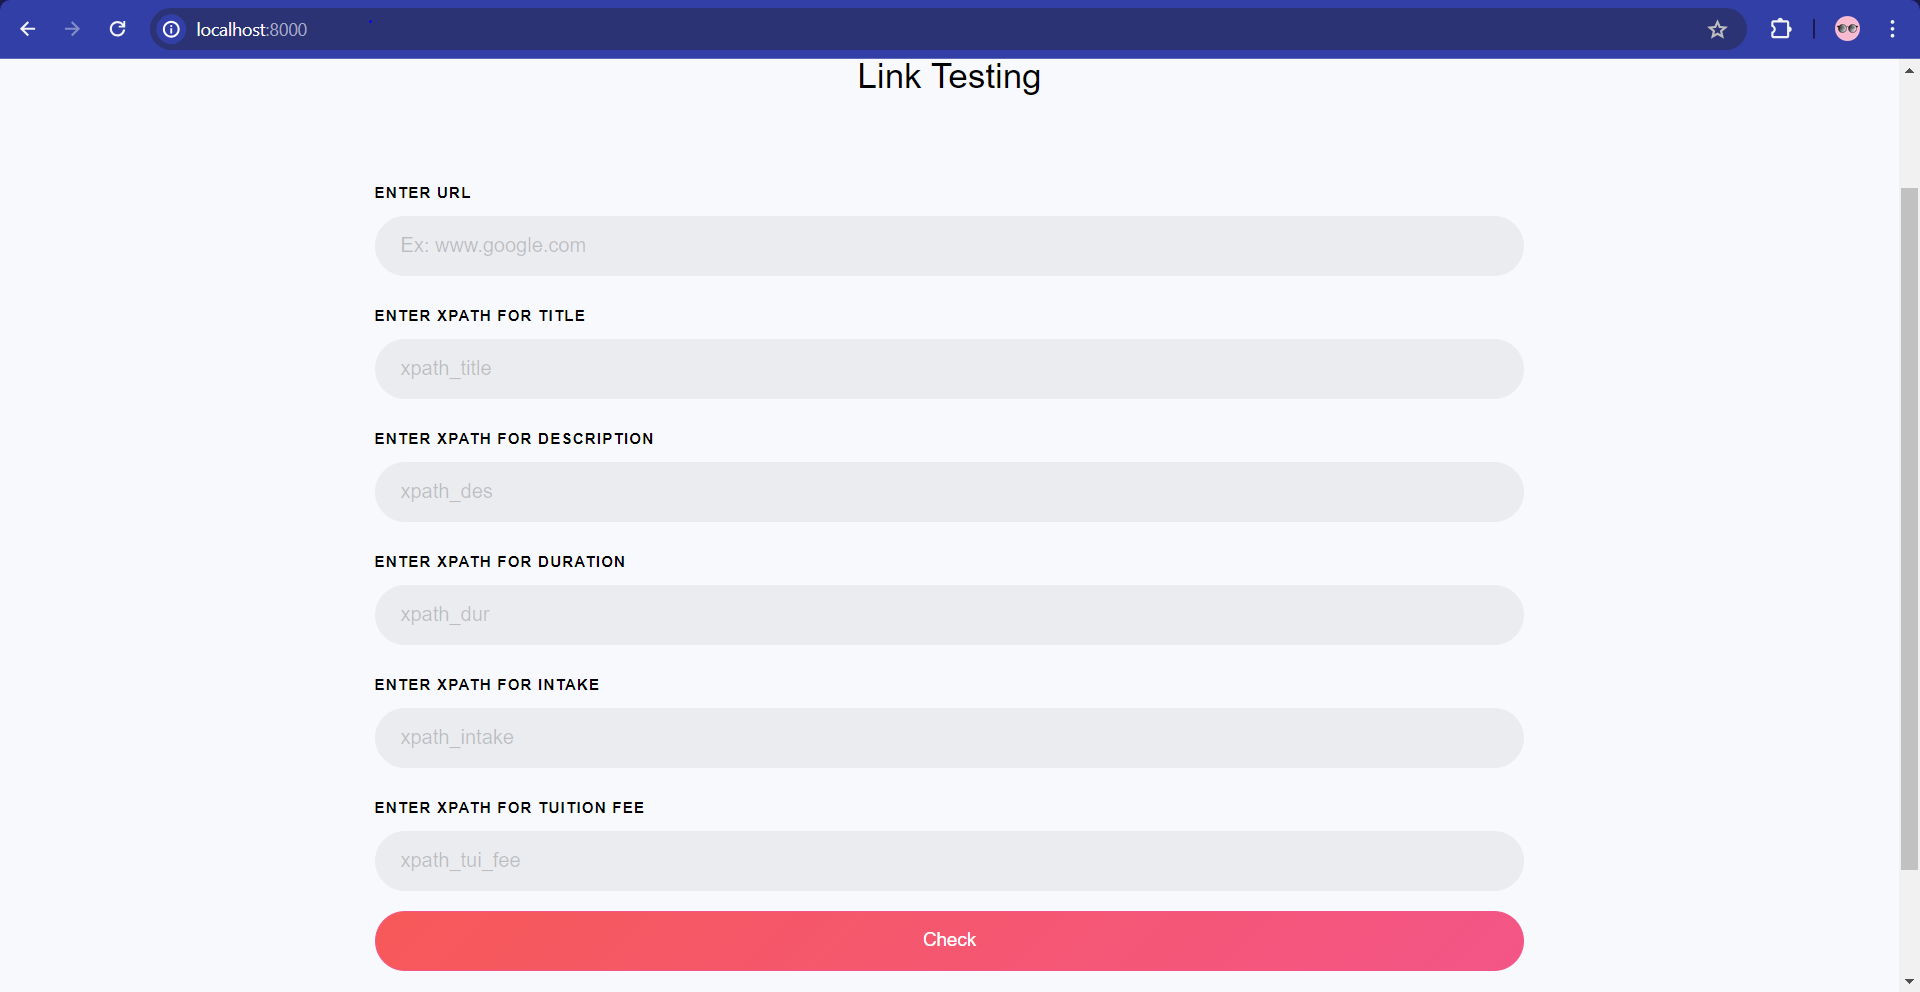 localhost:8000
Link Testing
ENTER URL
Ex: www.google.com
ENTER XPATH FOR TITLE
xpath_title
ENTER XPATH FOR DESCRIPTION
xpath_des
ENTER XPATH FOR DURATION
xpath_dur
ENTER XPATH FOR INTAKE
xpath_intake
ENTER XPATH FOR TUITION FEE
xpath_tui_fee
Check